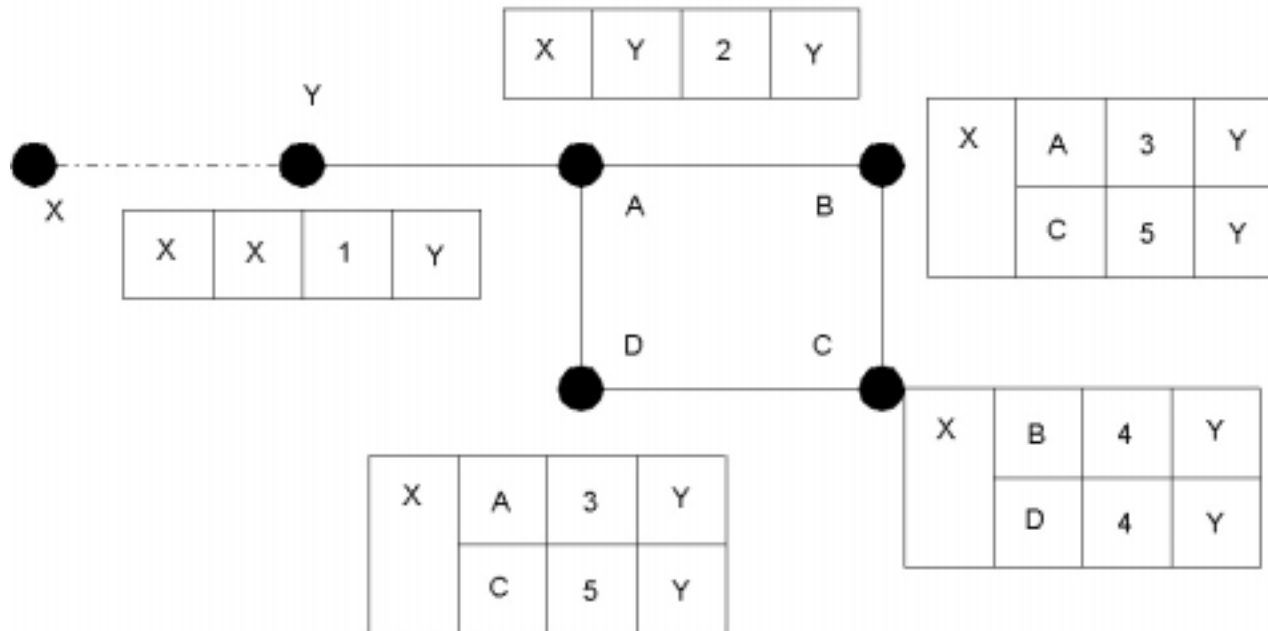 X Y 2 Y
Y
X A 3 Y
C 5 Y
X
A
B
X X 1 Y
D
C
X B 4 Y
D 4 Y
X A 3 Y
C 5 Y